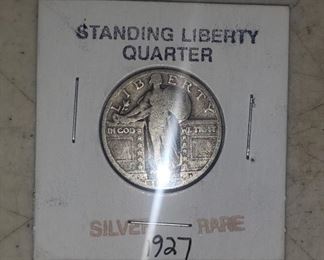 STANDING LIBERTY
QUARTER
LIBERTY
IN GOD WE TRUST
SILVER RARE
1927